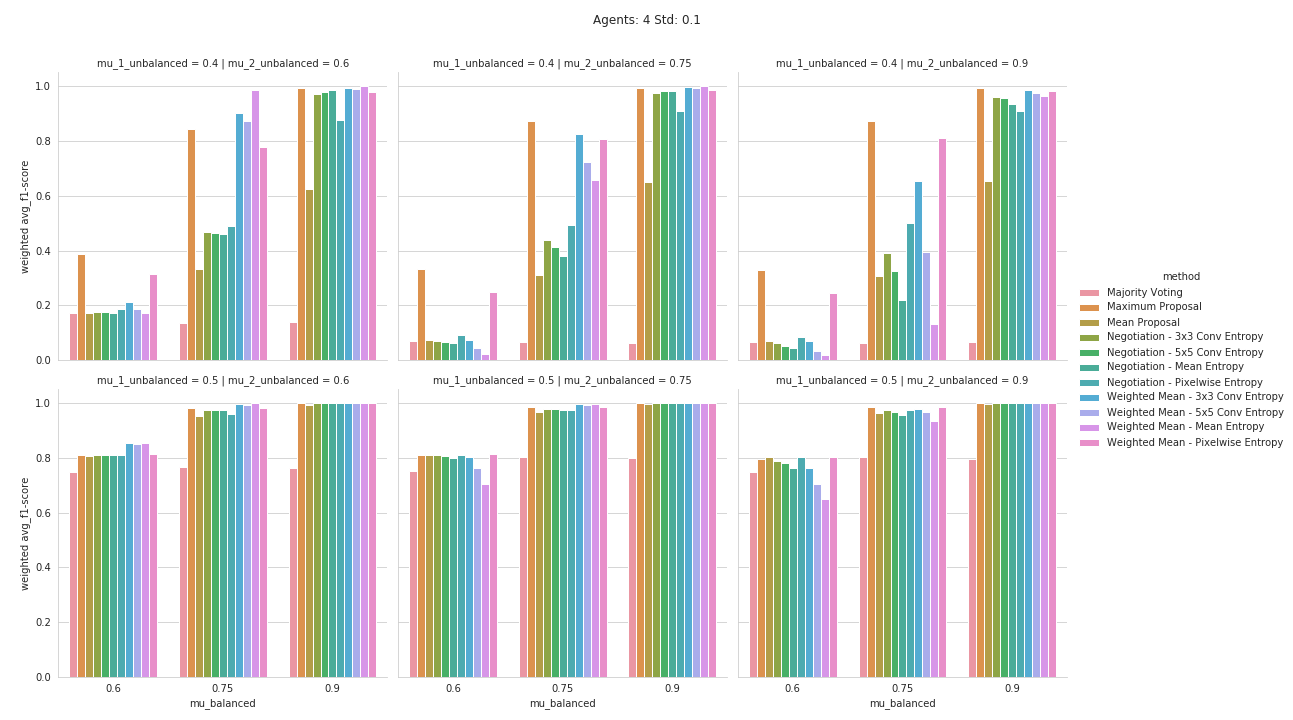 Agents: 4 Std: 0.1
mu_1_unbalanced = 0.4 | mu_2_unbalanced = 0.6
mu_1_unbalanced = 0.4 | mu_2_unbalanced = 0.75
mu_1_unbalanced = 0.4 | mu_2_unbalanced = 0.9
1.0
0.8
0.6
0.4
0.2
0.0
weighted avg_f1-score
mu_1_unbalanced = 0.5 | mu_2_unbalanced = 0.6
mu_1_unbalanced = 0.5 | mu_2_unbalanced = 0.75
mu_1_unbalanced = 0.5 | mu_2_unbalanced = 0.9
1.0
0.8
0.6
0.4
0.2
0.0
weighted avg_f1-score
0.6
0.75
0.9
mu_balanced
0.6
0.75
0.9
mu_balanced
0.6
0.75
0.9
mu_balanced
method
Majority Voting
Maximum Proposal
Mean Proposal
Negotiation - 3x3 Conv Entropy
Negotiation - 5x5 Conv Entropy
Negotiation - Mean Entropy
Negotiation - Pixelwise Entropy
Weighted Mean - 3x3 Conv Entropy
Weighted Mean - 5x5 Conv Entropy
Weighted Mean - Mean Entropy
Weighted Mean - Pixelwise Entropy